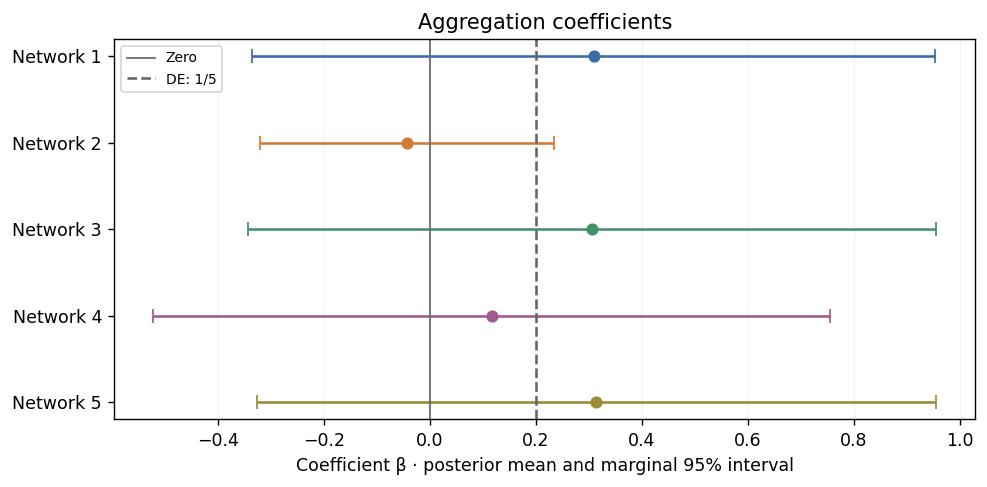 Aggregation coefficients
Zero
DE: 1/5
Network 1
Network 2
Network 3
Network 4
Network 5
−0.4 −0.2 0.0 0.2 0.4 0.6 0.8 1.0
Coefficient β · posterior mean and marginal 95% interval